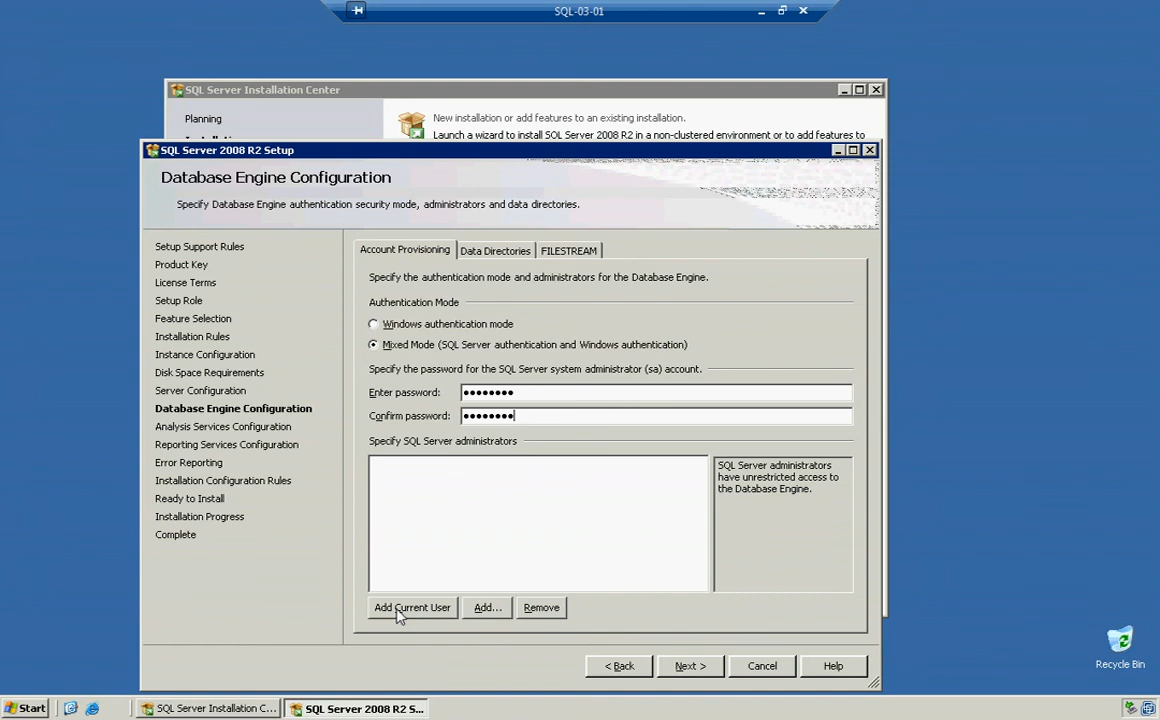 SQL-03-01
SQL Server Installation Center
Planning
New installation or add features to an existing installation.
Launch a wizard to install SQL Server 2008 R2 in a non-clustered environment or to add features to
SQL Server 2008 R2 Setup
Database Engine Configuration
Specify Database Engine authentication security mode, administrators and data directories.
Setup Support Rules
Product Key
License Terms
Setup Role
Feature Selection
Installation Rules
Instance Configuration
Disk Space Requirements
Server Configuration
Database Engine Configuration
Analysis Services Configuration
Reporting Services Configuration
Error Reporting
Installation Configuration Rules
Ready to Install
Installation Progress
Complete
Account Provisioning
Data Directories
FILESTREAM
Specify the authentication mode and administrators for the Database Engine.
Authentication Mode
Windows authentication mode
Mixed Mode (SQL Server authentication and Windows authentication)
Specify the password for the SQL Server system administrator (sa) account.
Enter password: ●●●●●●●●
Confirm password: ●●●●●●●●
Specify SQL Server administrators
SQL Server administrators
have unrestricted access to
the Database Engine.
Add Current User
Add...
Remove
< Back
Next >
Cancel
Help
Recycle Bin
Start
SQL Server Installation C...
SQL Server 2008 R2 S...